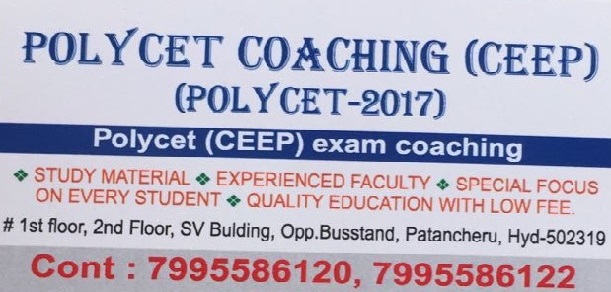 POLYCET COACHING (CEEP)
(POLYCET-2017)
Polycet (CEEP) exam coaching
❖ STUDY MATERIAL ❖ EXPERIENCED FACULTY ❖ SPECIAL FOCUS
ON EVERY STUDENT ❖ QUALITY EDUCATION WITH LOW FEE.
# 1st floor, 2nd Floor, SV Bulding, Opp.Busstand, Patancheru, Hyd-502319
Cont : 7995586120, 7995586122